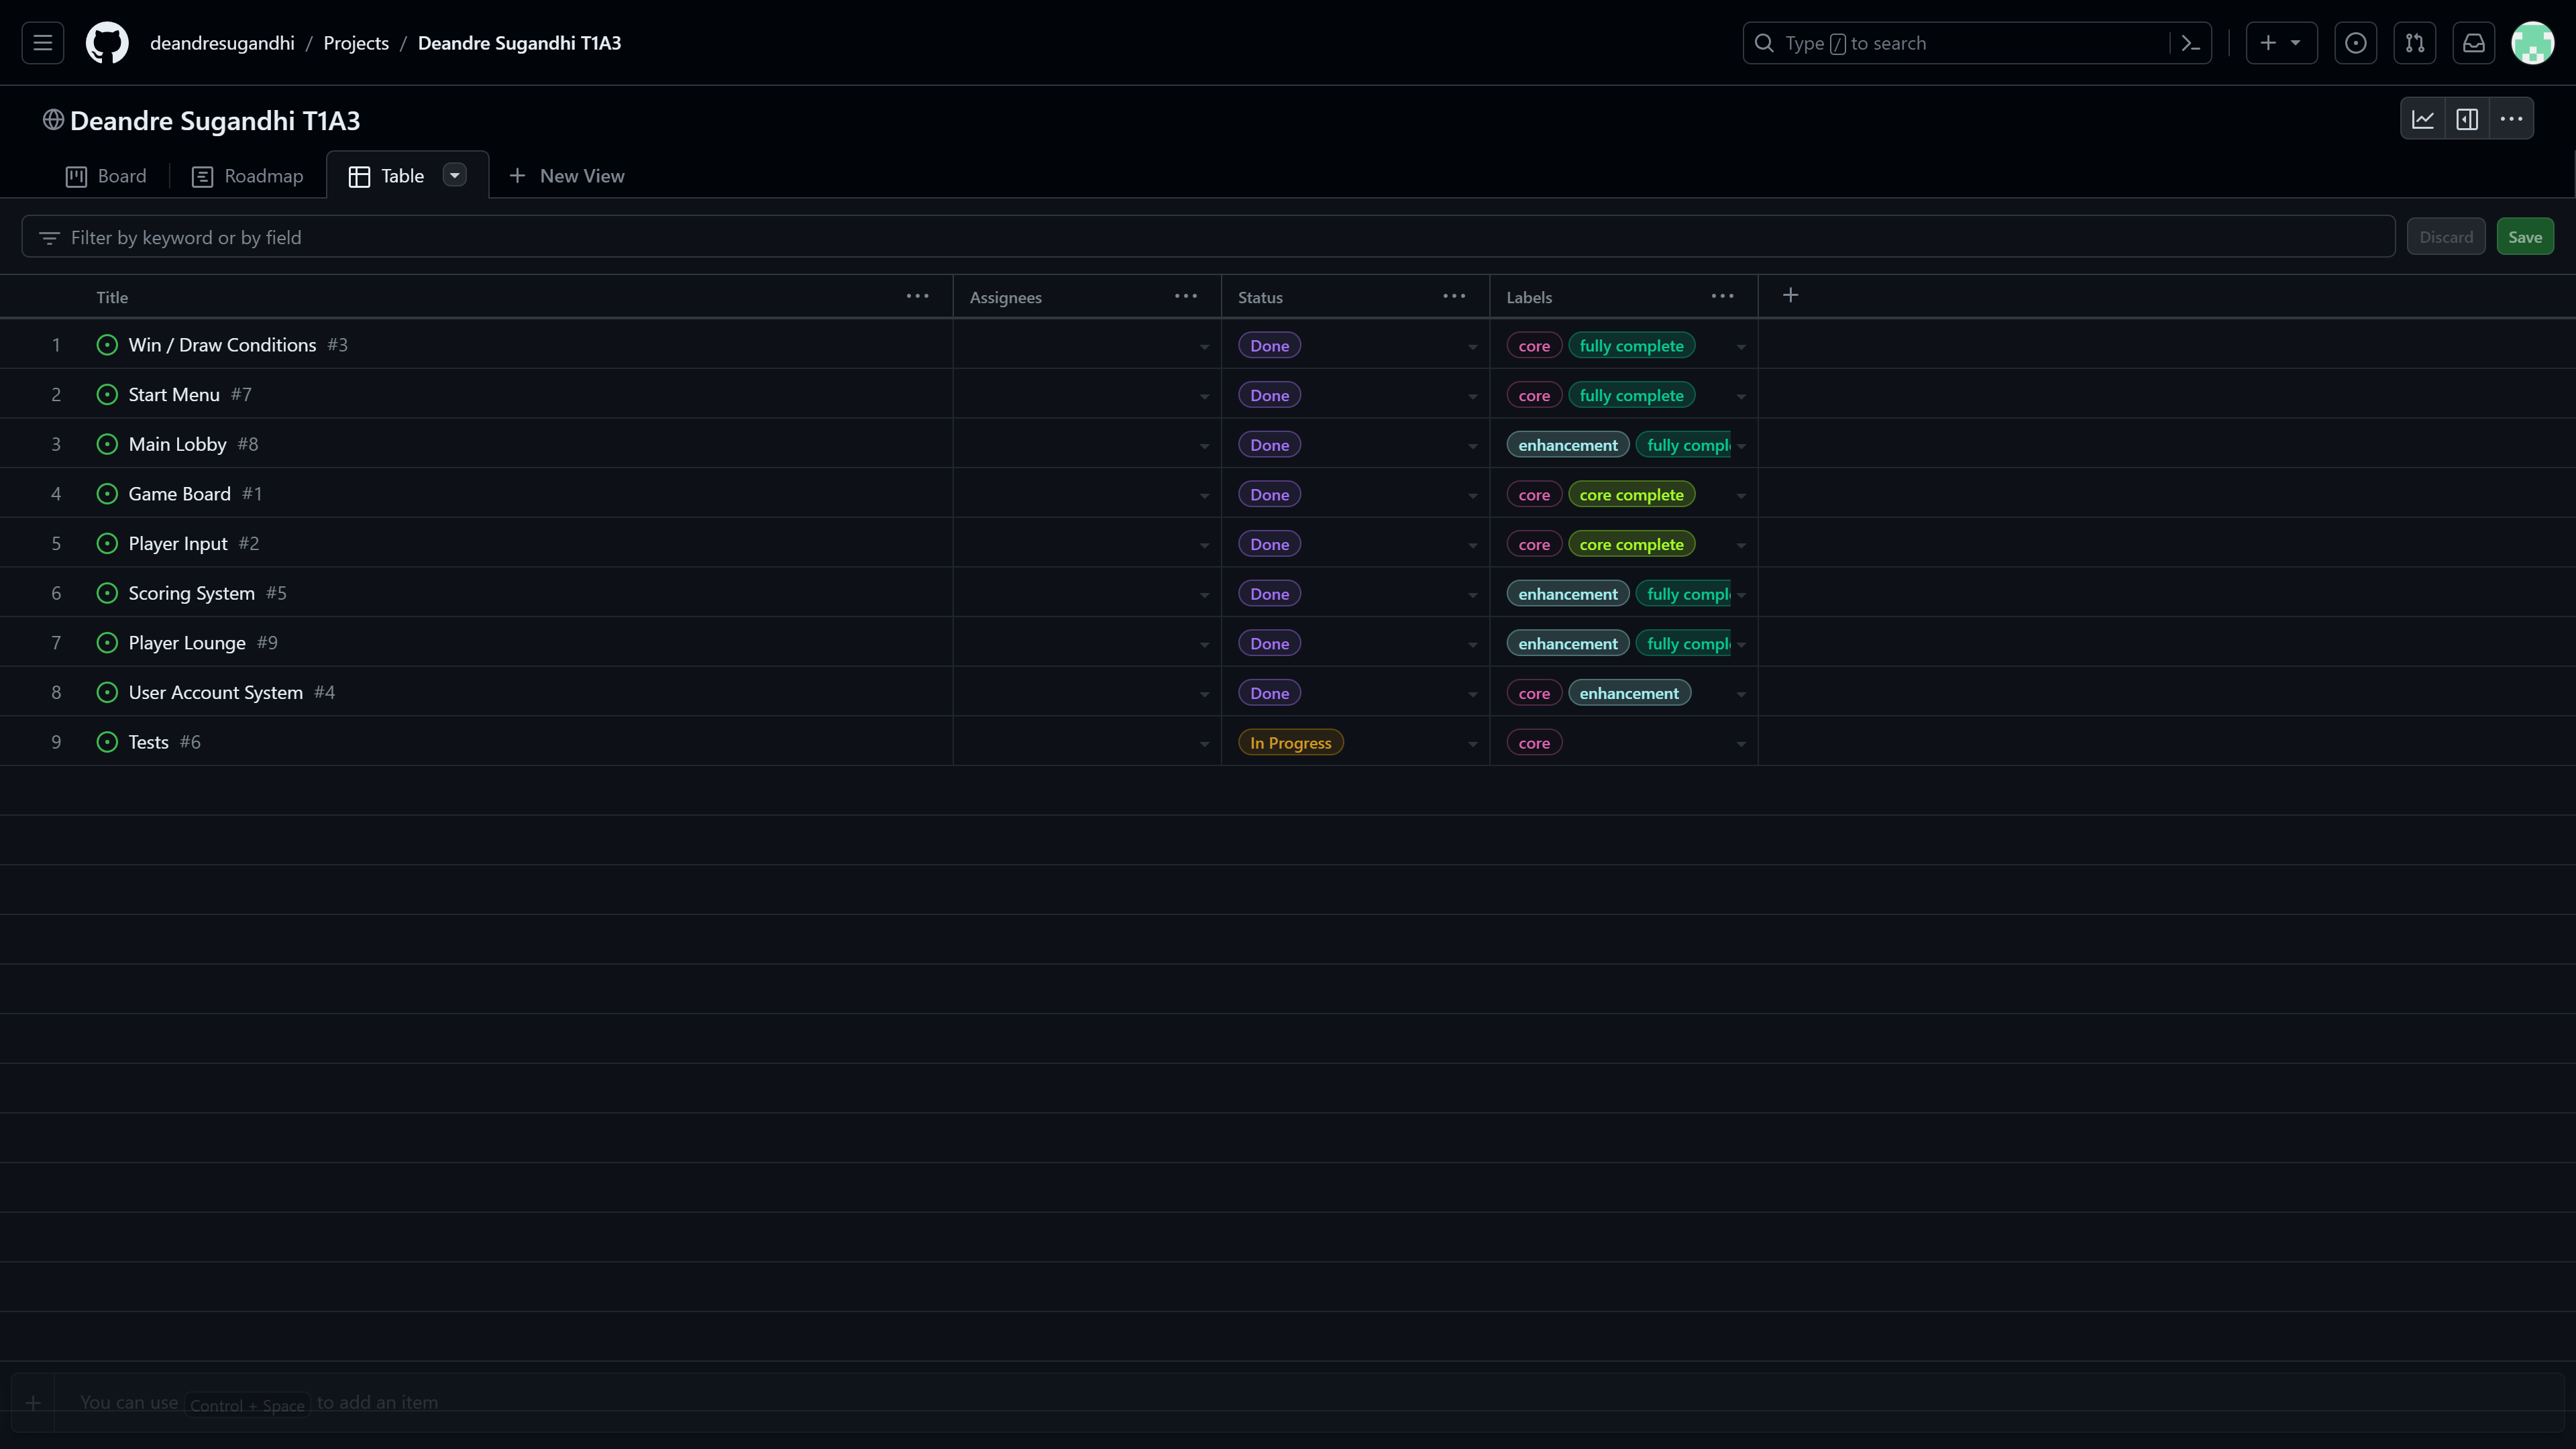 deandresugandhi / Projects / Deandre Sugandhi T1A3
Type / to search
Deandre Sugandhi T1A3
Board Roadmap Table New View
Filter by keyword or by field Discard Save
Title Assignees Status Labels
1 Win / Draw Conditions #3 Done core fully complete
2 Start Menu #7 Done core fully complete
3 Main Lobby #8 Done enhancement fully compl
4 Game Board #1 Done core core complete
5 Player Input #2 Done core core complete
6 Scoring System #5 Done enhancement fully compl
7 Player Lounge #9 Done enhancement fully compl
8 User Account System #4 Done core enhancement
9 Tests #6 In Progress core
You can use Control + Space to add an item